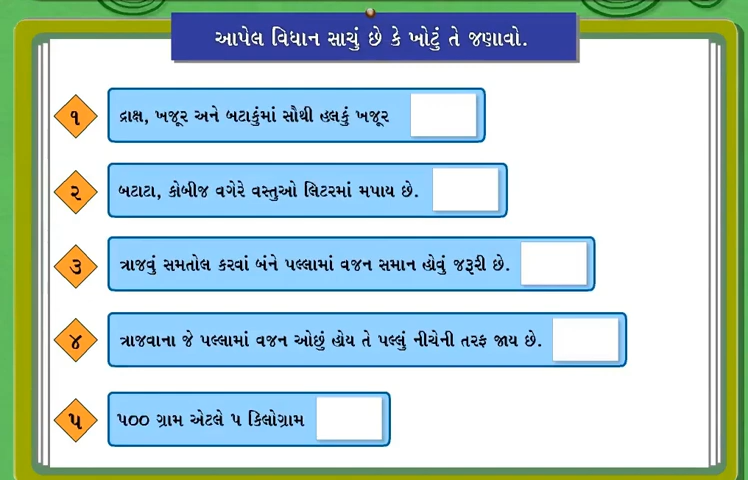 આપેલ વિધાન સાચું છે કે ખોટું તે જણાવો.
૧ દ્રાક્ષ, ખજૂર અને બટાકુંમાં સૌથી હલકું ખજૂર
૨ બટાટા, કોબીજ વગેરે વસ્તુઓ લિટરમાં મપાય છે.
૩ ત્રાજવું સમતોલ કરવાં બંને પલ્લામાં વજન સમાન હોવું જરૂરી છે.
૪ ત્રાજવાના જે પલ્લામાં વજન ઓછું હોય તે પલ્લું નીચેની તરફ જાય છે.
૫ ૫૦૦ ગ્રામ એટલે ૫ કિલોગ્રામ